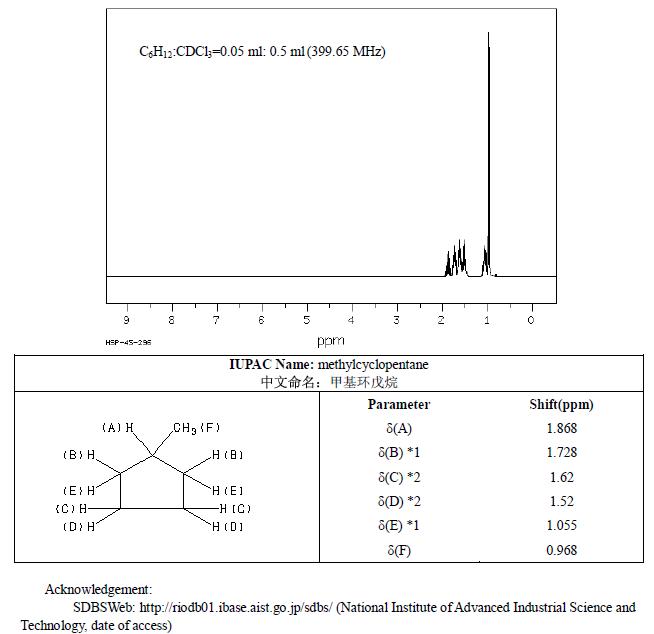 C₆H₁₂:CDCl₃=0.05 ml: 0.5 ml (399.65 MHz)
9 8 7 6 5 4 3 2 1 0
HSP-45-296
ppm
IUPAC Name: methylcyclopentane
中文命名：甲基环戊烷
Parameter Shift(ppm)
(A) H CH₃ (F)
δ(A) 1.868
(B) H H (B)
δ(B) *1 1.728
δ(C) *2 1.62
(E) H H (E)
(C) H H (C)
δ(D) *2 1.52
(D) H H (D)
δ(E) *1 1.055
δ(F) 0.968
Acknowledgement:
SDBSWeb: http://riodb01.ibase.aist.go.jp/sdbs/ (National Institute of Advanced Industrial Science and
Technology, date of access)